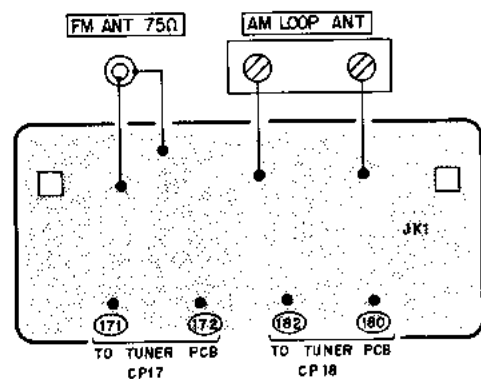 FM ANT 75Ω AM LOOP ANT
JK1
171 172 182 180
TO TUNER PCB TO TUNER PCB
CP17 CP18